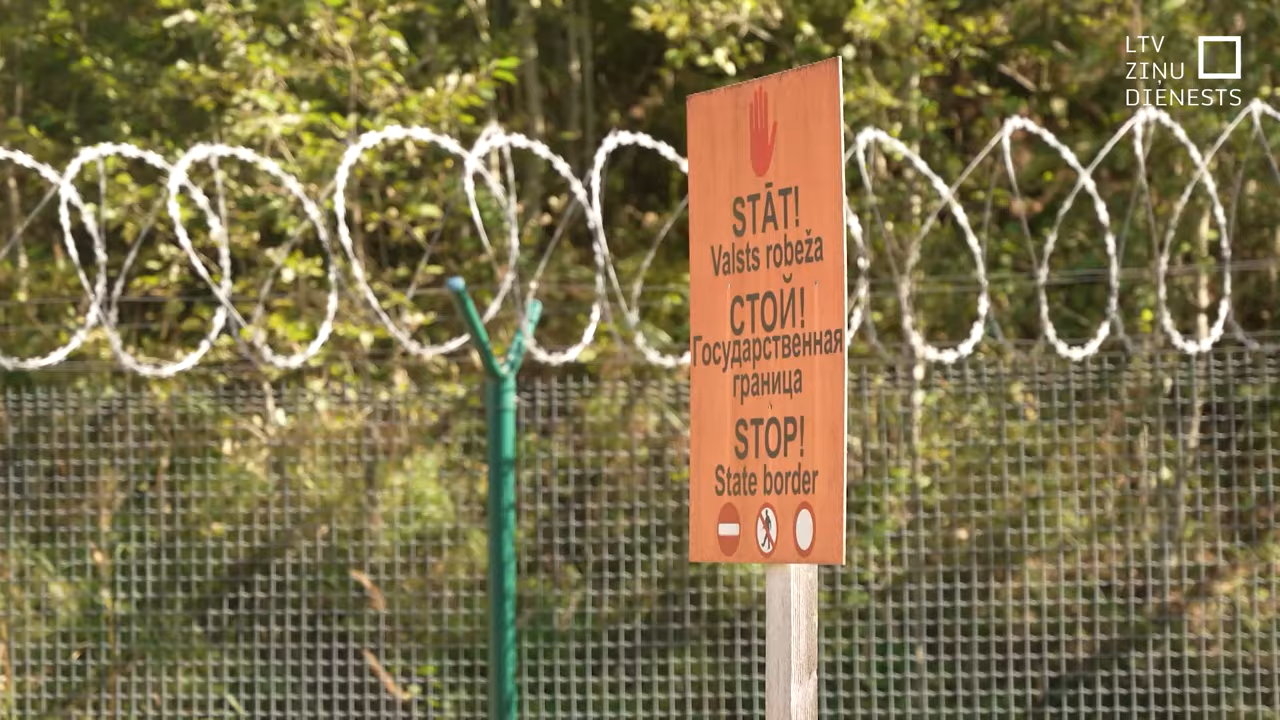 LTV
ZIŅU
DIENESTS
STĀT!
Valsts robeža
СТОЙ!
Государственная
граница
STOP!
State border